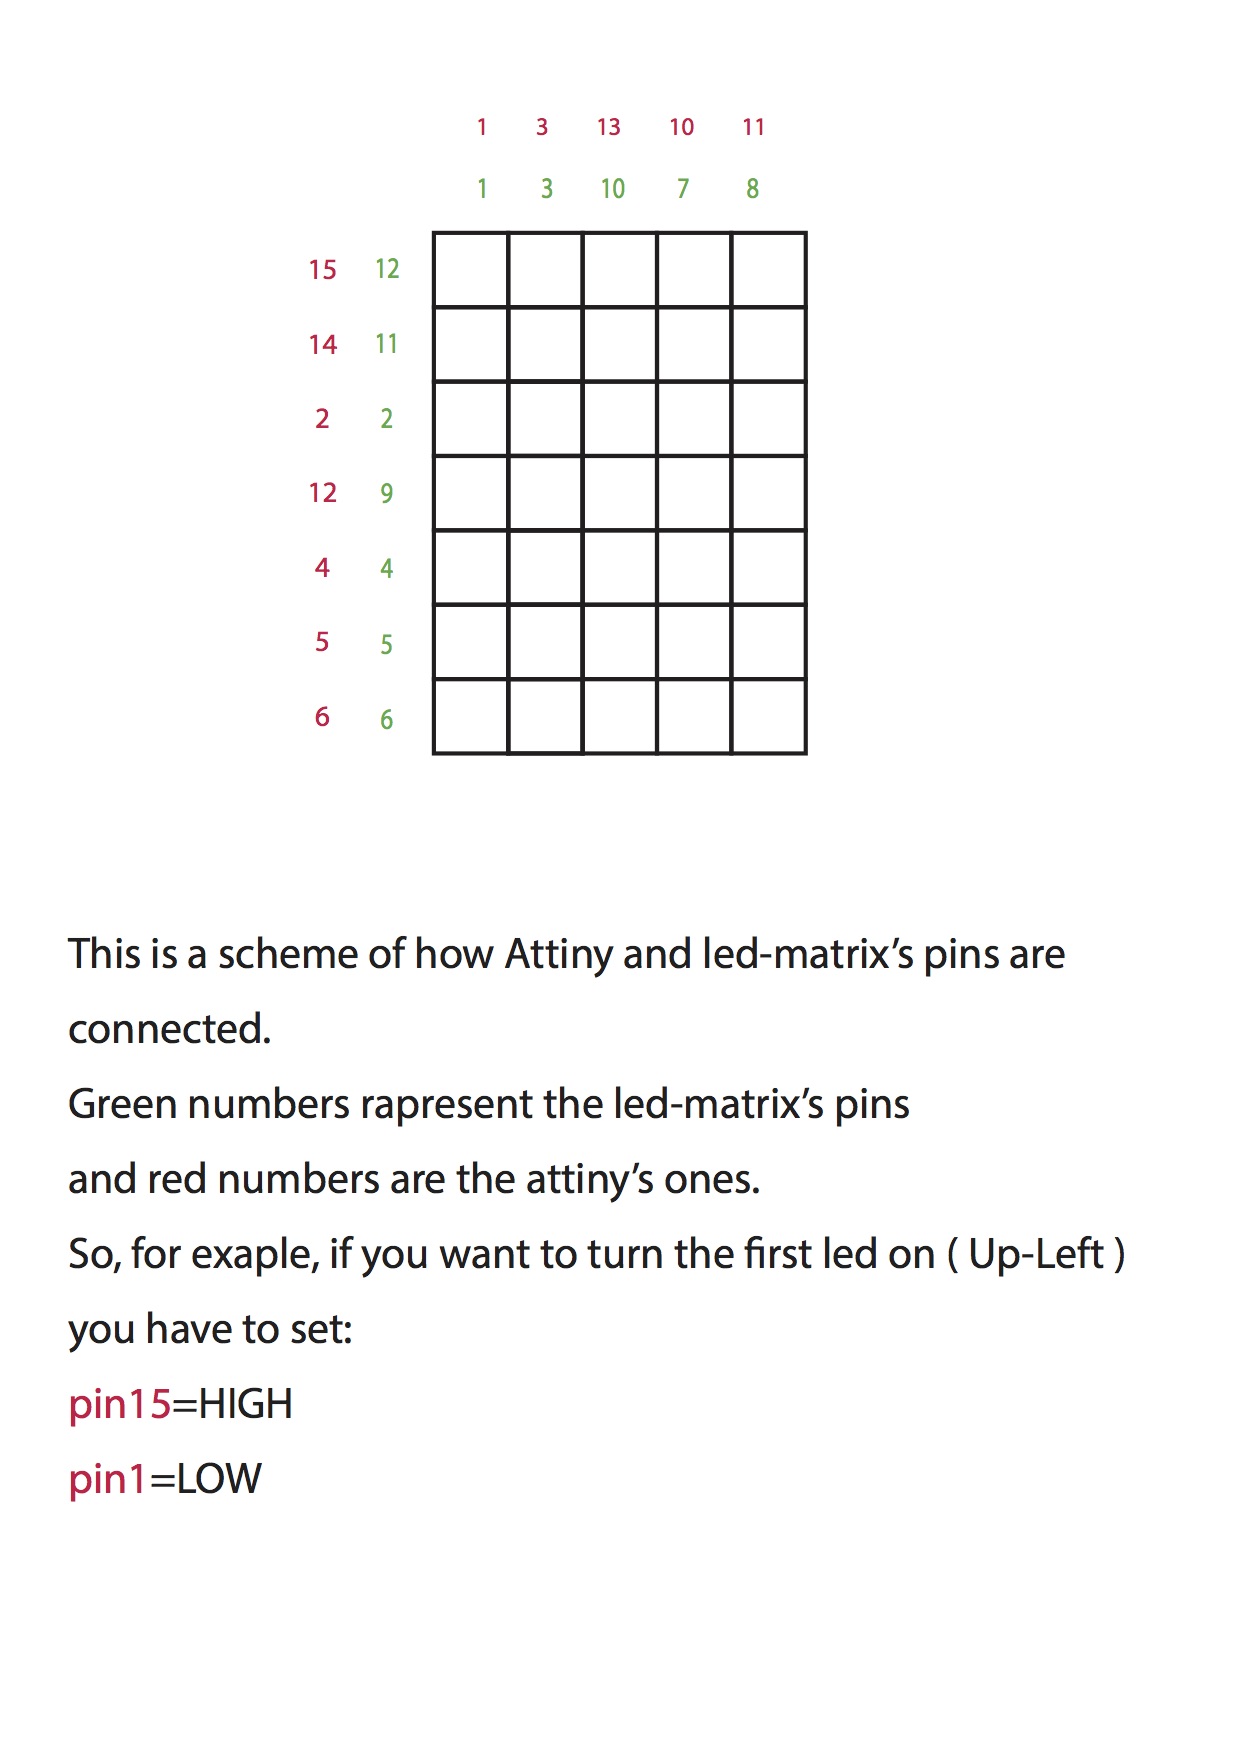 1 3 13 10 11
1 3 10 7 8
15 12
14 11
2 2
12 9
4 4
5 5
6 6
This is a scheme of how Attiny and led-matrix’s pins are
connected.
Green numbers rapresent the led-matrix’s pins
and red numbers are the attiny’s ones.
So, for exaple, if you want to turn the first led on ( Up-Left )
you have to set:
pin15=HIGH
pin1=LOW